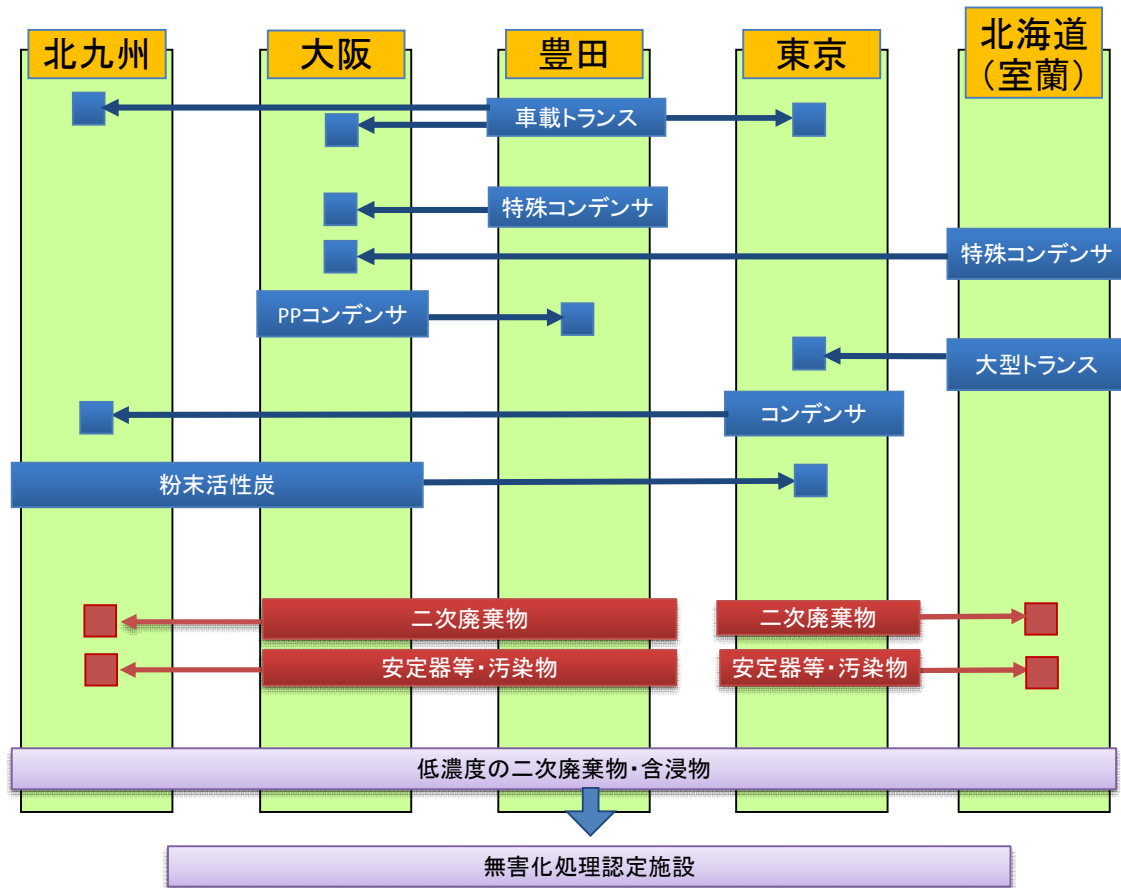 北九州
大阪
豊田
東京
北海道
（室蘭）
車載トランス
特殊コンデンサ
特殊コンデンサ
PPコンデンサ
大型トランス
コンデンサ
粉末活性炭
二次廃棄物
二次廃棄物
安定器等・汚染物
安定器等・汚染物
低濃度の二次廃棄物・含浸物
無害化処理認定施設